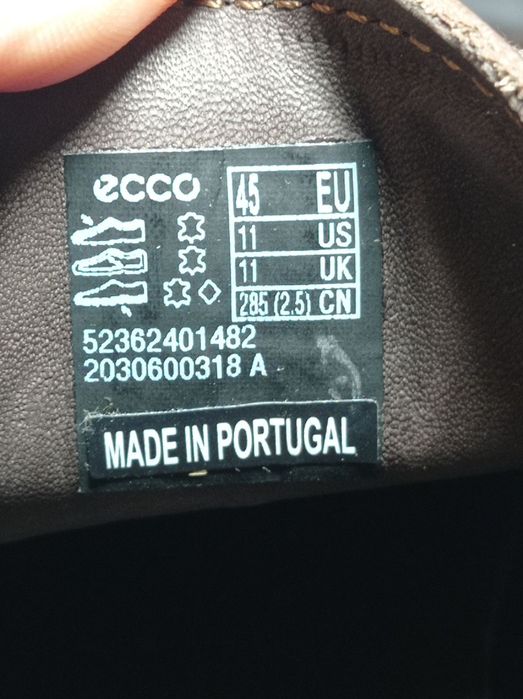 ecco
45 EU
11 US
11 UK
285 (2.5) CN
52362401482
2030600318 A
MADE IN PORTUGAL